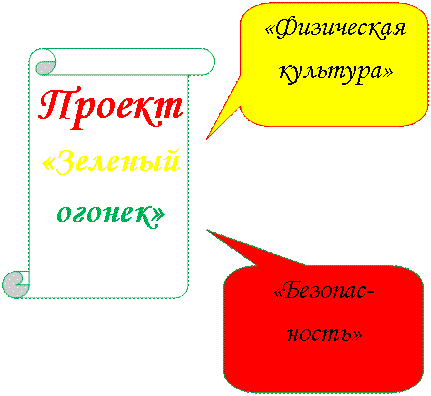 Проект
«Зеленый
огонек»
«Физическая
культура»
«Безопас-
ность»